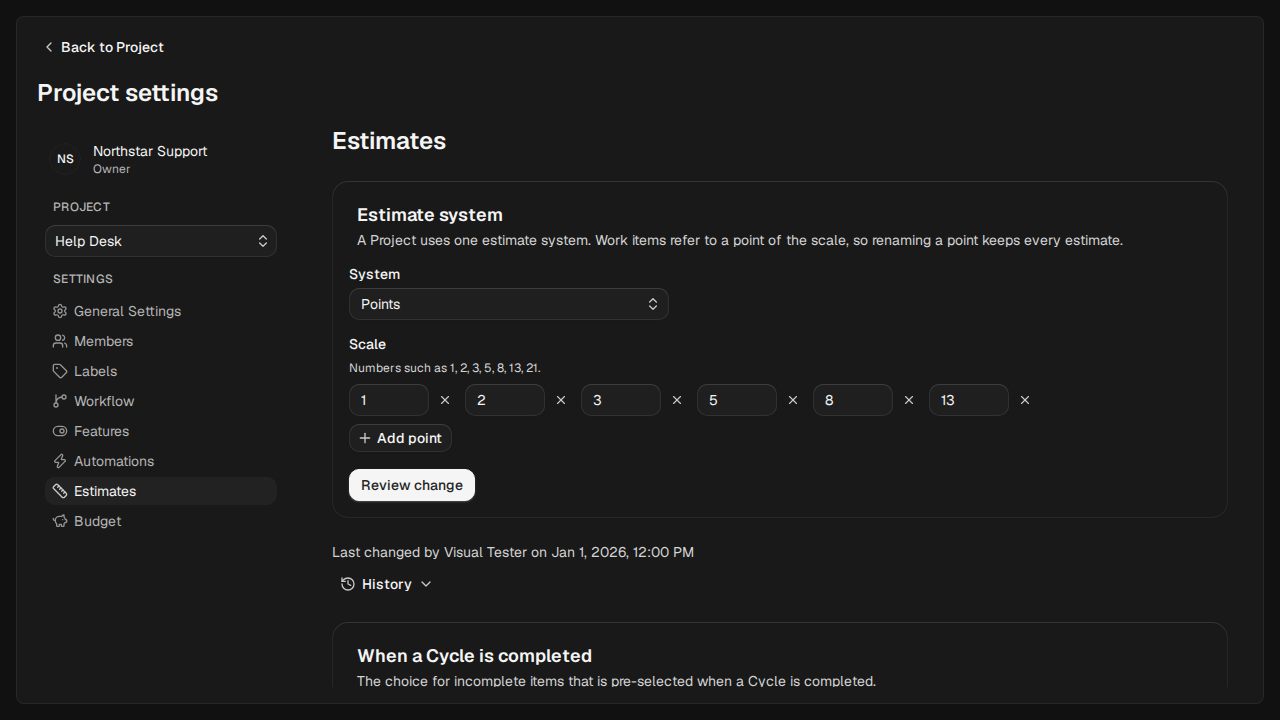 Back to Project
Project settings
NS
Northstar Support
Owner
PROJECT
Help Desk
SETTINGS
General Settings
Members
Labels
Workflow
Features
Automations
Estimates
Budget
Estimates
Estimate system
A Project uses one estimate system. Work items refer to a point of the scale, so renaming a point keeps every estimate.
System
Points
Scale
Numbers such as 1, 2, 3, 5, 8, 13, 21.
1 2 3 5 8 13
Add point
Review change
Last changed by Visual Tester on Jan 1, 2026, 12:00 PM
History
When a Cycle is completed
The choice for incomplete items that is pre-selected when a Cycle is completed.